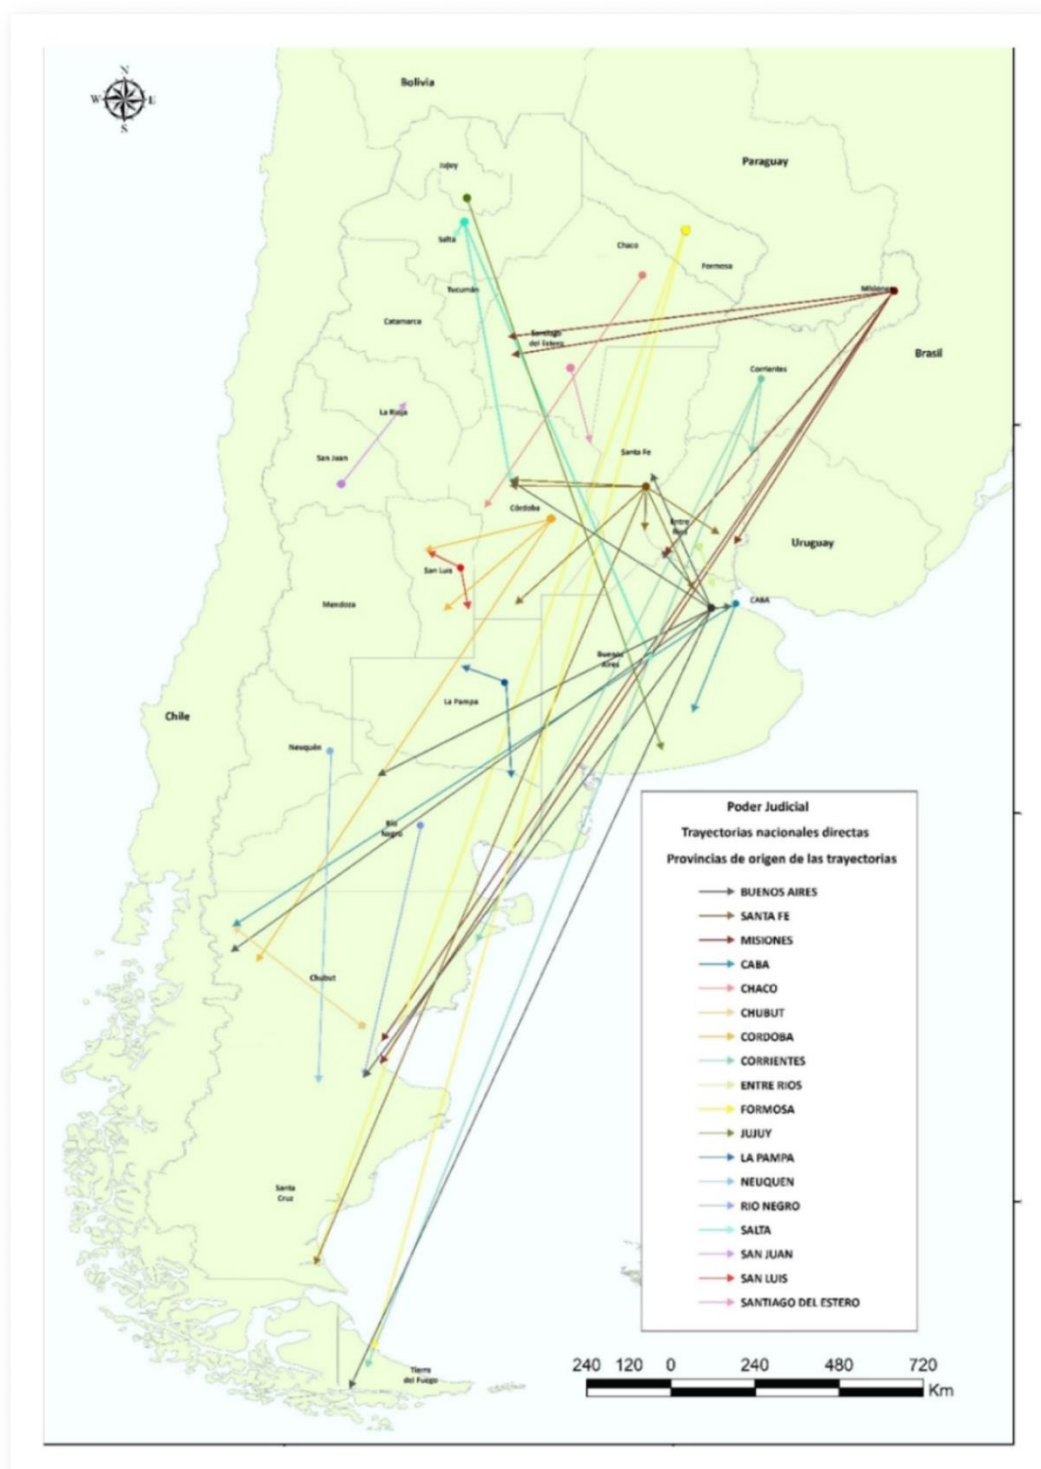 N
W E
S
Bolivia
Jujuy
Paraguay
Salta
Chaco
Formosa
Tucumán
Misiones
Catamarca
Santiago
del Estero
Brasil
Corrientes
La Rioja
San Juan
Santa Fe
Córdoba
Entre
Ríos
Uruguay
San Luis
Mendoza
CABA
Buenos
Aires
La Pampa
Chile
Neuquén
Río
Negro
Chubut
Santa
Cruz
Tierra
del Fuego
Poder Judicial
Trayectorias nacionales directas
Provincias de origen de las trayectorias
BUENOS AIRES
SANTA FE
MISIONES
CABA
CHACO
CHUBUT
CORDOBA
CORRIENTES
ENTRE RIOS
FORMOSA
JUJUY
LA PAMPA
NEUQUEN
RIO NEGRO
SALTA
SAN JUAN
SAN LUIS
SANTIAGO DEL ESTERO
240 120 0 240 480 720
Km